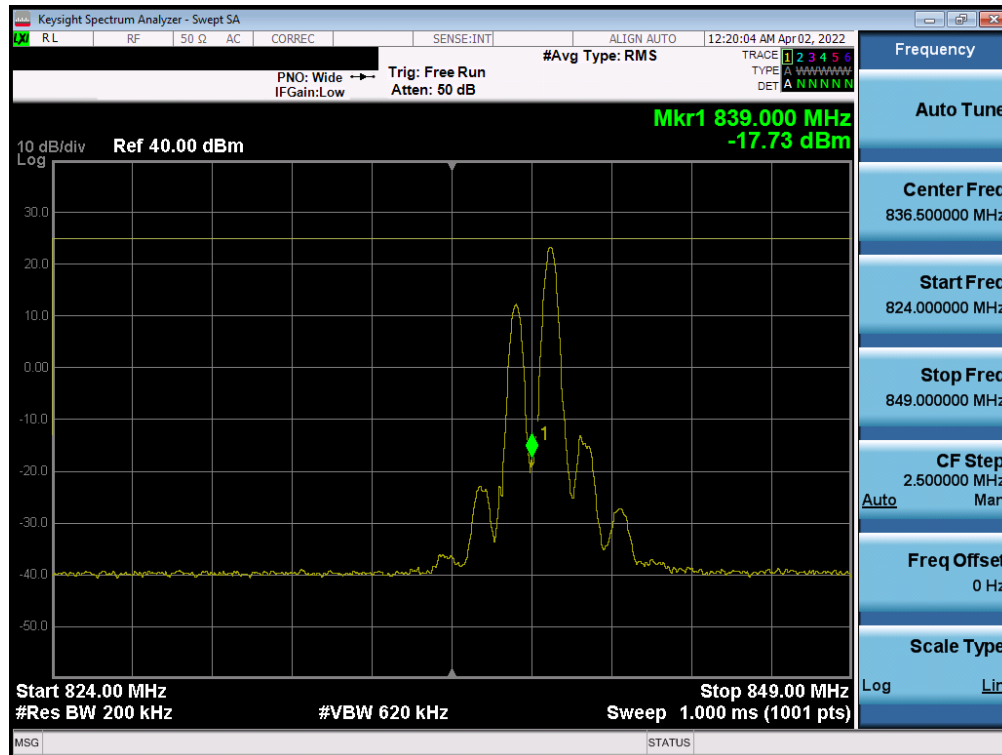 Keysight Spectrum Analyzer - Swept SA
LXI RL RF 50 Ω AC CORREC SENSE:INT ALIGN AUTO 12:20:04 AM Apr 02, 2022
#Avg Type: RMS
TRACE 1 2 3 4 5 6
PNO: Wide Trig: Free Run
TYPE A WWWWW
IFGain:Low Atten: 50 dB
DET A N N N N N
Mkr1 839.000 MHz
-17.73 dBm
10 dB/div Ref 40.00 dBm
Log
30.0
20.0
10.0
0.00
-10.0
-20.0
-30.0
-40.0
-50.0
1
Start 824.00 MHz Stop 849.00 MHz
#Res BW 200 kHz #VBW 620 kHz Sweep 1.000 ms (1001 pts)
MSG STATUS
Frequency
Auto Tune
Center Freq
836.500000 MHz
Start Freq
824.000000 MHz
Stop Freq
849.000000 MHz
CF Step
2.500000 MHz
Auto Man
Freq Offset
0 Hz
Scale Type
Log Lin